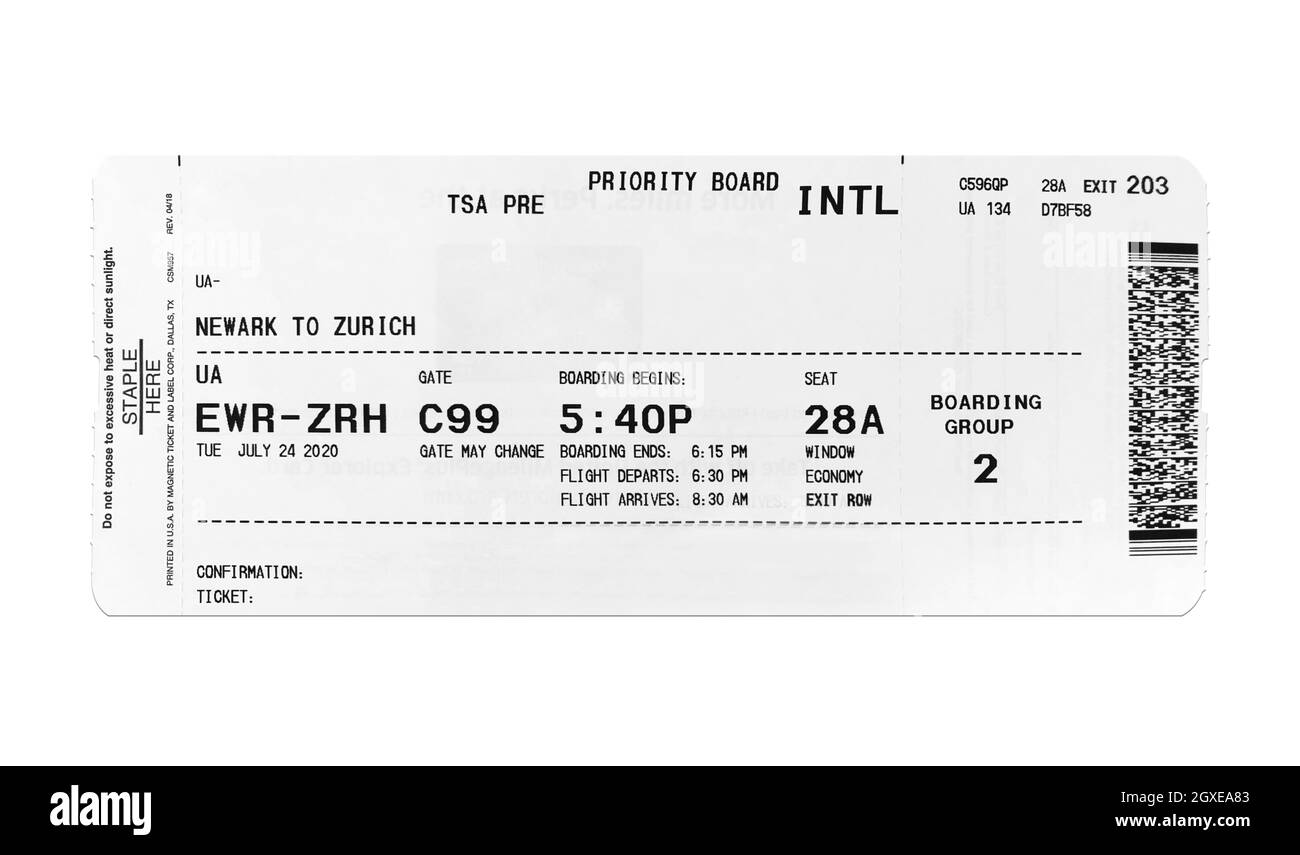 PRIORITY BOARD
TSA PRE
INTL
C596QP 28A EXIT 203
UA 134 D7BF58
Do not expose to excessive heat or direct sunlight.
STAPLE
HERE
PRINTED IN U.S.A. BY MAGNETIC TICKET AND LABEL CORP., DALLAS, TX CSM957 REV. 04/18
UA-
NEWARK TO ZURICH
UA GATE BOARDING BEGINS: SEAT
EWR-ZRH C99 5:40P 28A
TUE JULY 24 2020 GATE MAY CHANGE BOARDING ENDS: 6:15 PM WINDOW
FLIGHT DEPARTS: 6:30 PM ECONOMY
FLIGHT ARRIVES: 8:30 AM EXIT ROW
BOARDING
GROUP
2
CONFIRMATION:
TICKET:
alamy
alamy
alamy
alamy
Image ID: 2GXEA83
www.alamy.com